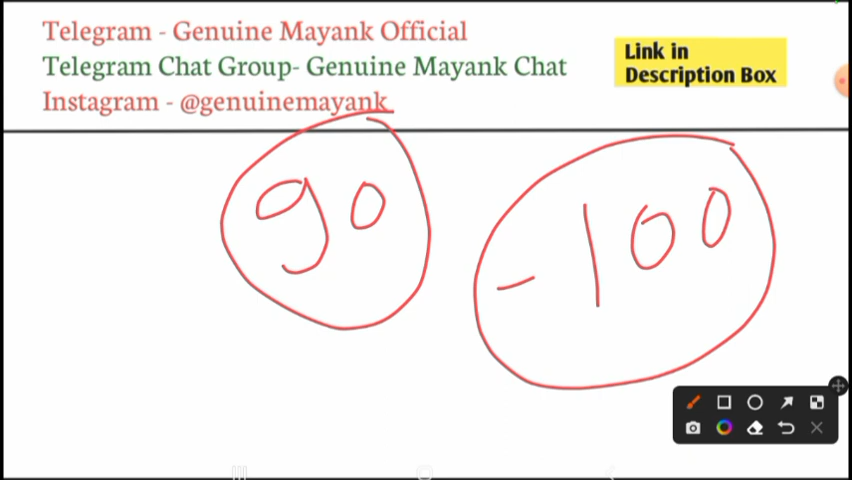 Telegram - Genuine Mayank Official
Telegram Chat Group- Genuine Mayank Chat
Instagram - @genuinemayank
Link in
Description Box
90
-100